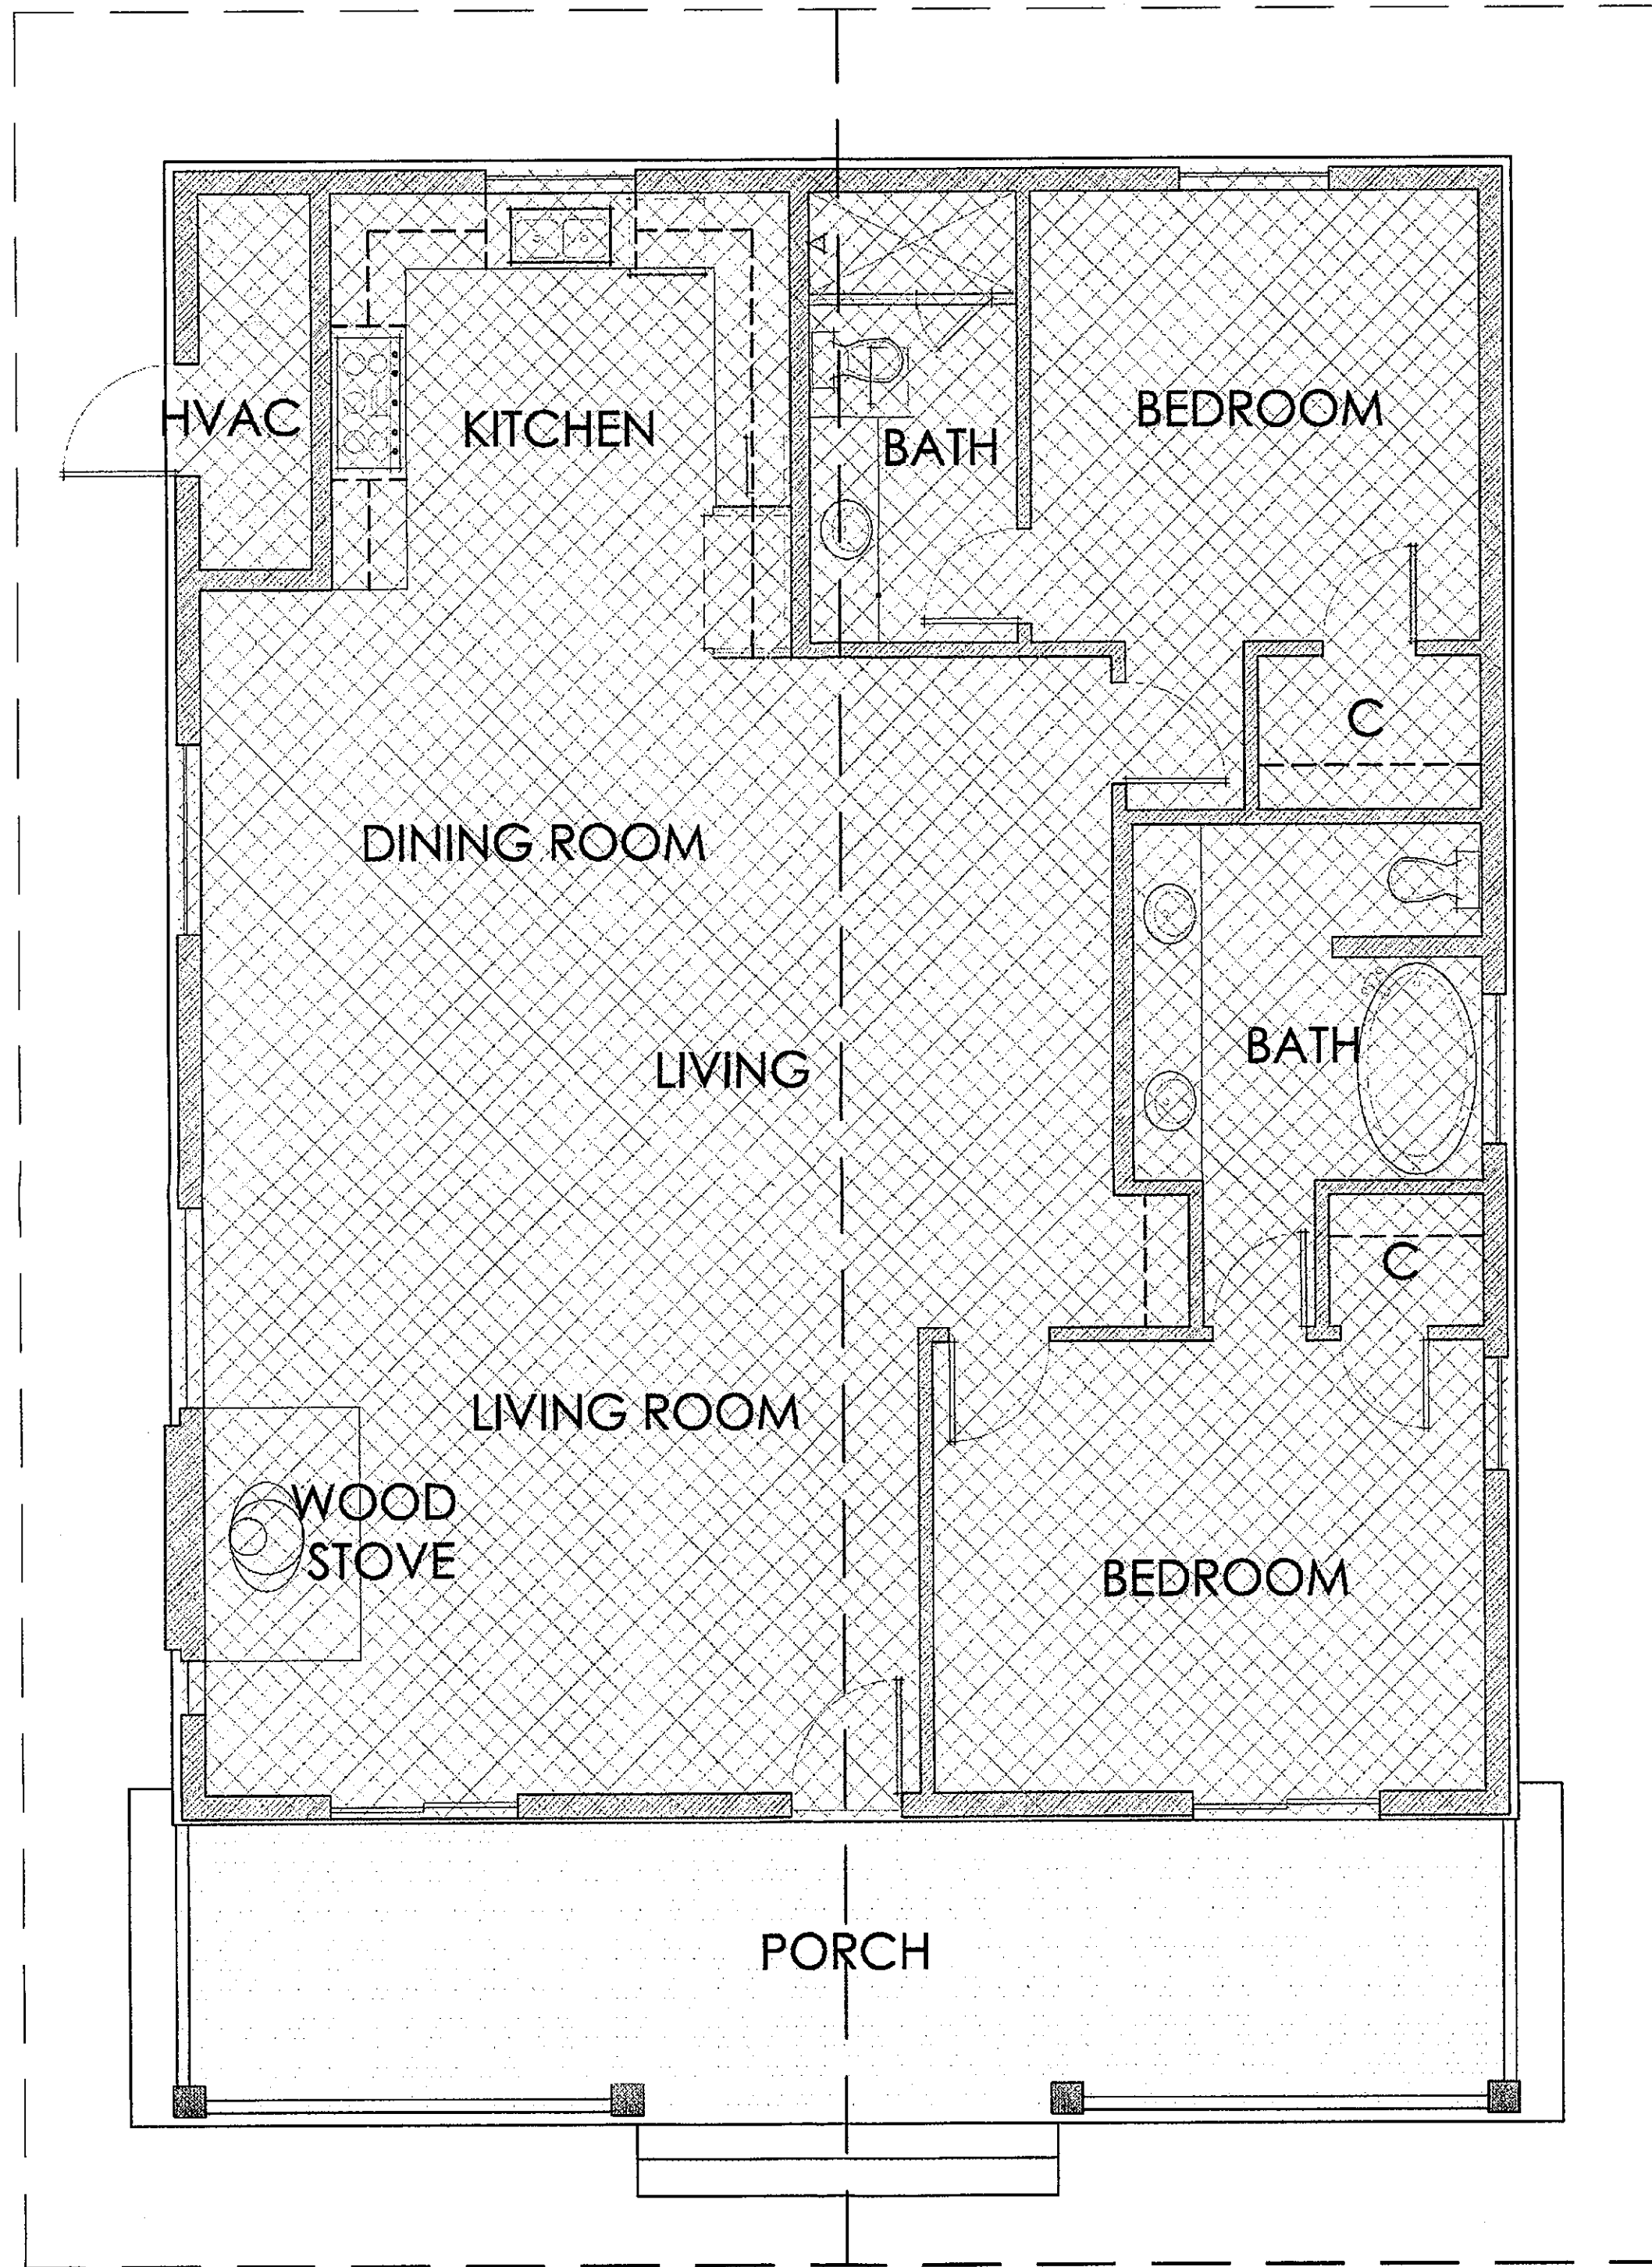 A
HVAC
KITCHEN
BATH
BEDROOM
C
DINING ROOM
BATH
LIVING
C
LIVING ROOM
WOOD
STOVE
BEDROOM
PORCH